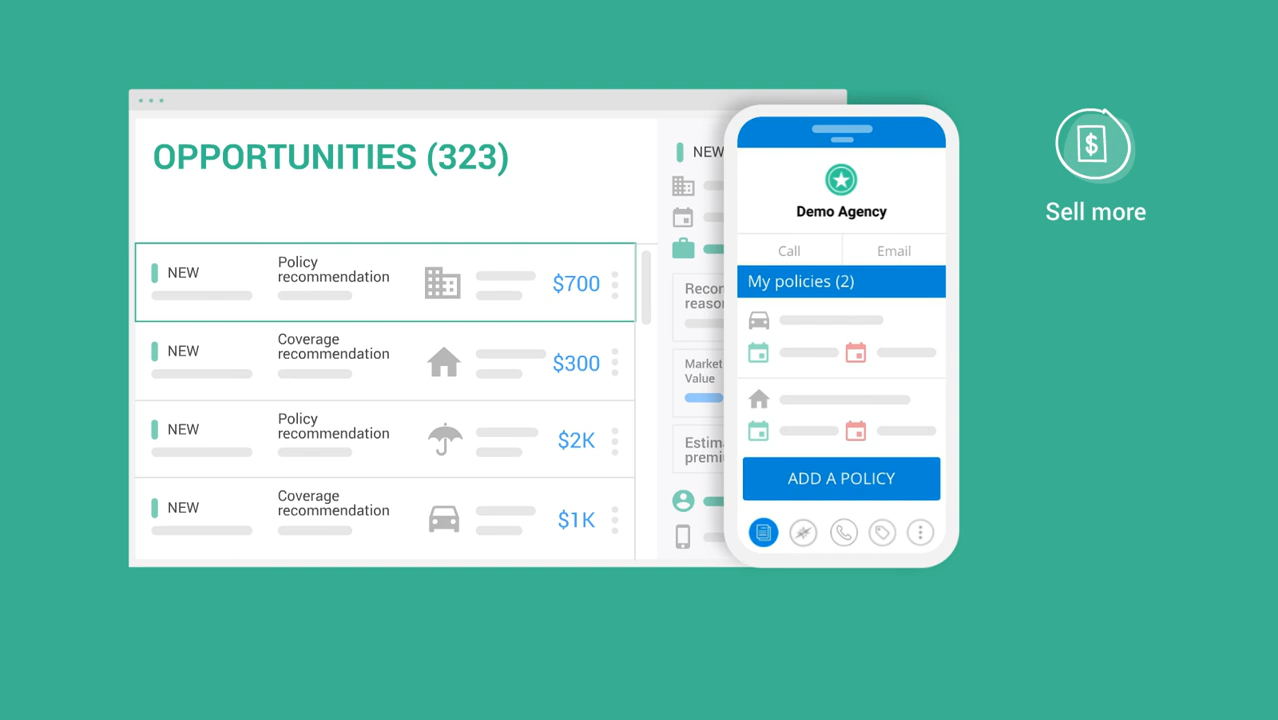 OPPORTUNITIES (323)
NEW
Policy
recommendation
$700
NEW
Coverage
recommendation
$300
NEW
Policy
recommendation
$2K
NEW
Coverage
recommendation
$1K
NEW
Market
Value
Demo Agency
Call
Email
My policies (2)
ADD A POLICY
$
Sell more